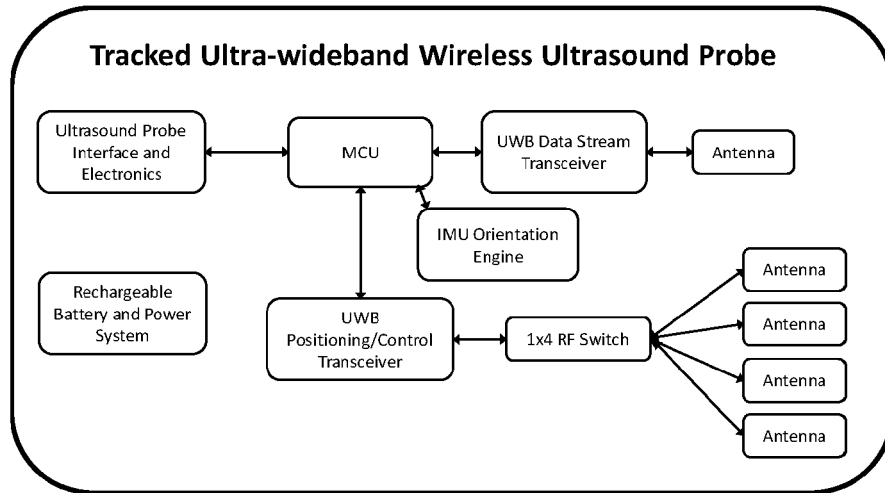 Tracked Ultra-wideband Wireless Ultrasound Probe
Ultrasound Probe
Interface and
Electronics
MCU
UWB Data Stream
Transceiver
Antenna
IMU Orientation
Engine
Rechargeable
Battery and Power
System
UWB
Positioning/Control
Transceiver
1x4 RF Switch
Antenna
Antenna
Antenna
Antenna